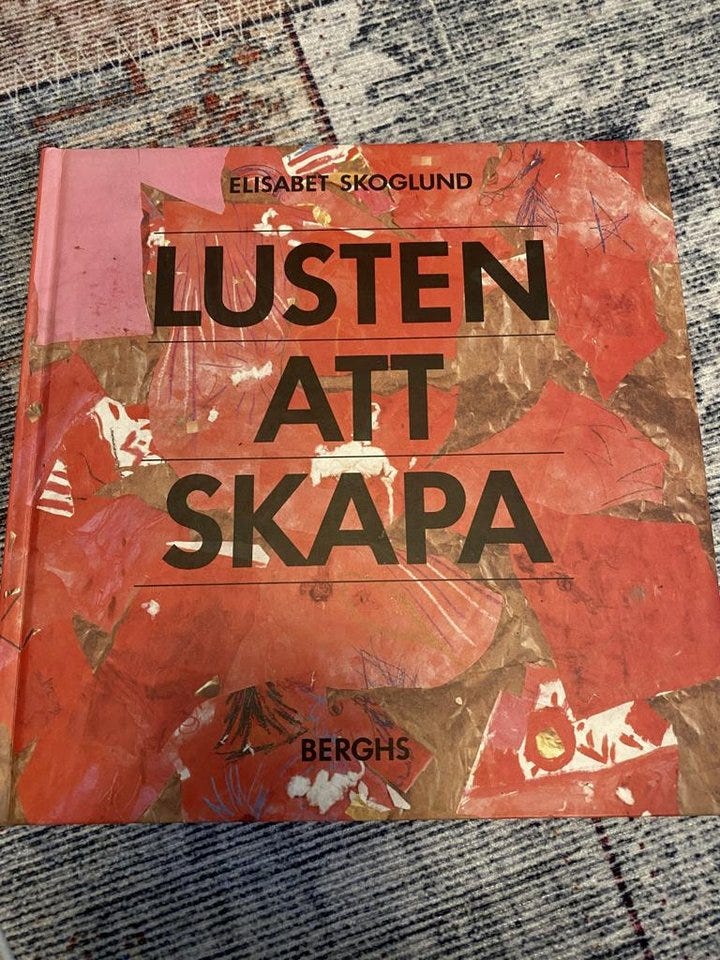 ELISABET SKOGLUND
LUSTEN
ATT
SKAPA
BERGHS